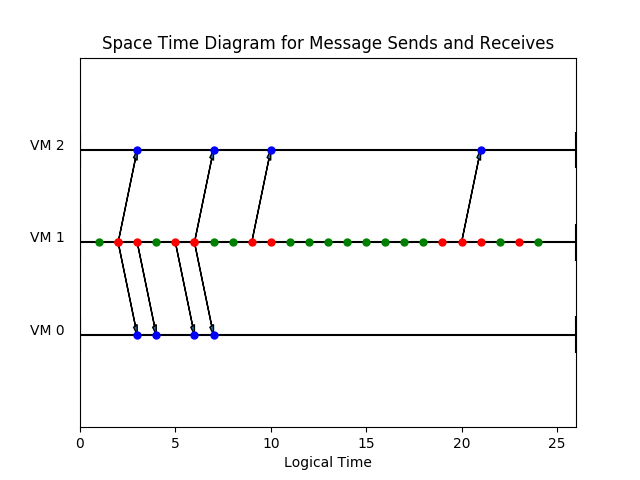 Space Time Diagram for Message Sends and Receives
VM 2
VM 1
VM 0
0 5 10 15 20 25
Logical Time